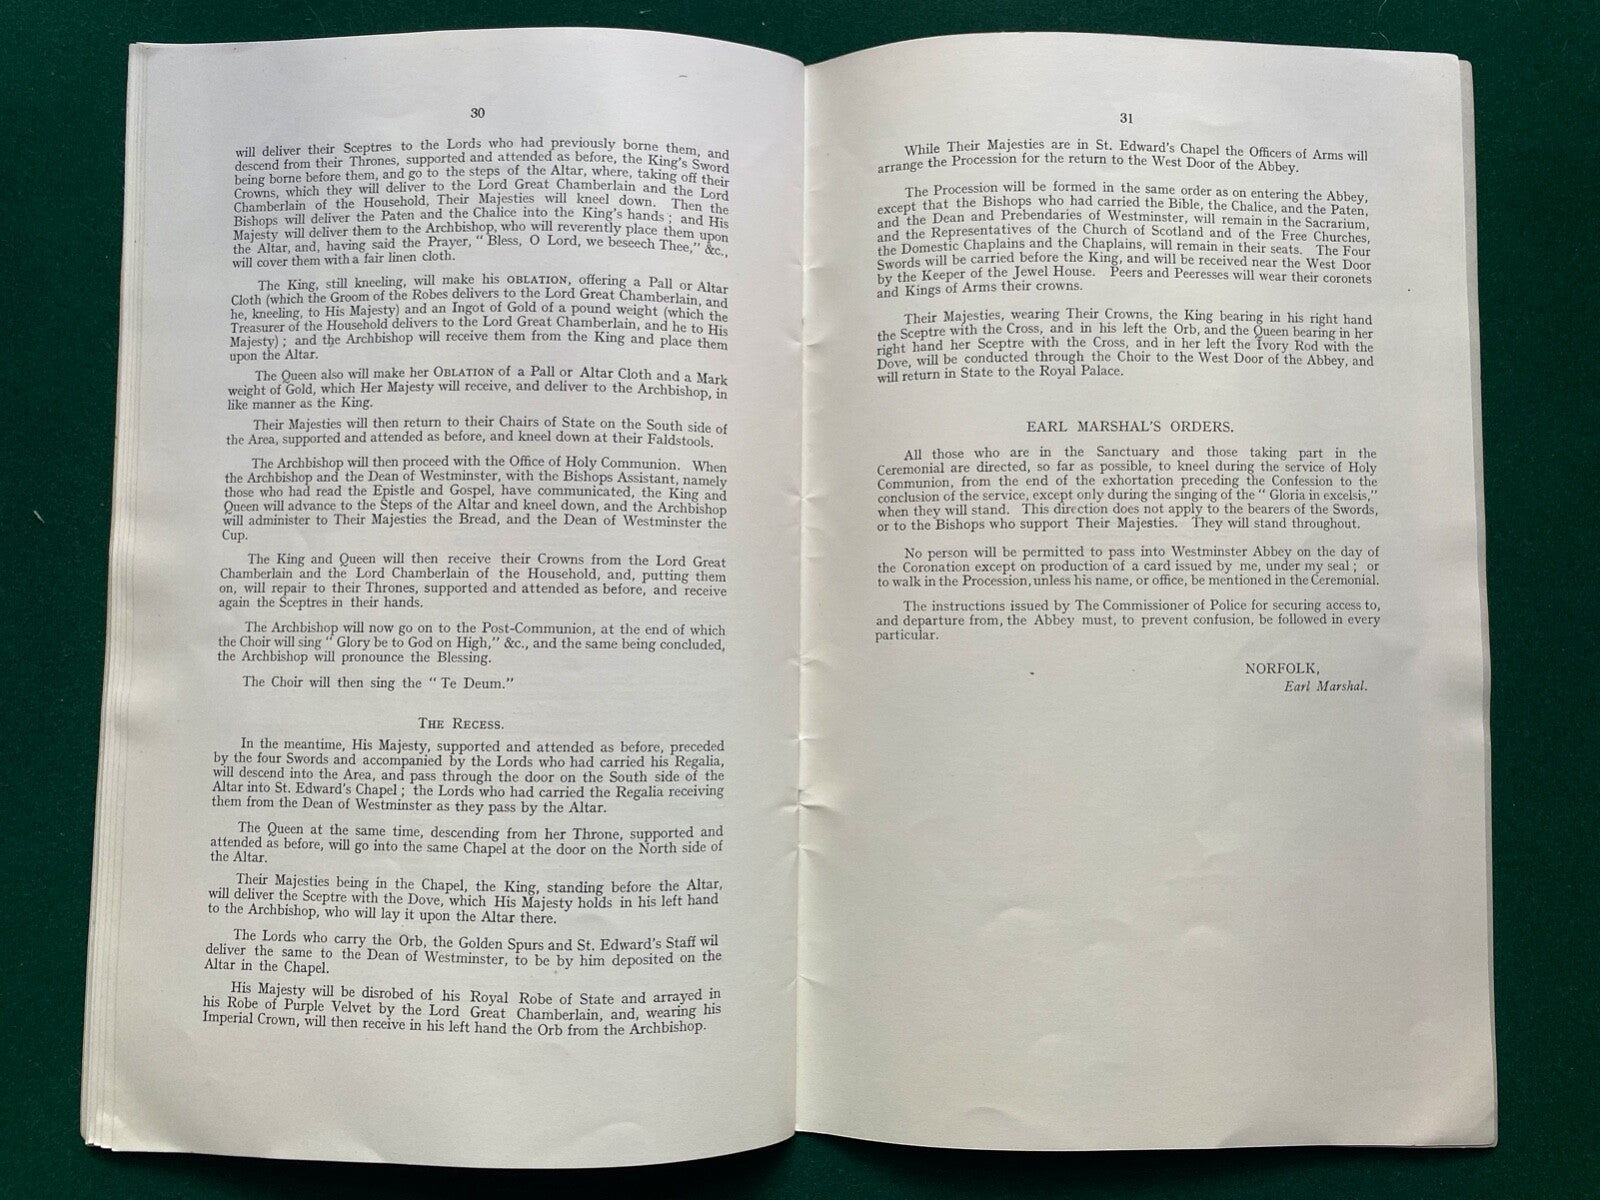 30
will deliver their Sceptres to the Lords who had previously borne them, and
descend from their Thrones, supported and attended as before, the King's Sword
being borne before them, and go to the steps of the Altar, where, taking off their
Crowns, which they will deliver to the Lord Great Chamberlain and the Lord
Chamberlain of the Household, Their Majesties will kneel down. Then the
Bishops will deliver the Paten and the Chalice into the King's hands ; and His
Majesty will deliver them to the Archbishop, who will reverently place them upon
the Altar, and, having said the Prayer, " Bless, O Lord, we beseech Thee," &c.,
will cover them with a fair linen cloth.
The King, still kneeling, will make his OBLATION, offering a Pall or Altar
Cloth (which the Groom of the Robes delivers to the Lord Great Chamberlain, and
he, kneeling, to His Majesty) and an Ingot of Gold of a pound weight (which the
Treasurer of the Household delivers to the Lord Great Chamberlain, and he to His
Majesty) ; and the Archbishop will receive them from the King and place them
upon the Altar.
The Queen also will make her OBLATION of a Pall or Altar Cloth and a Mark
weight of Gold, which Her Majesty will receive, and deliver to the Archbishop, in
like manner as the King.
Their Majesties will then return to their Chairs of State on the South side of
the Area, supported and attended as before, and kneel down at their Faldstools.
The Archbishop will then proceed with the Office of Holy Communion. When
the Archbishop and the Dean of Westminster, with the Bishops Assistant, namely
those who had read the Epistle and Gospel, have communicated, the King and
Queen will advance to the Steps of the Altar and kneel down, and the Archbishop
will administer to Their Majesties the Bread, and the Dean of Westminster the
Cup.
The King and Queen will then receive their Crowns from the Lord Great
Chamberlain and the Lord Chamberlain of the Household, and, putting them
on, will repair to their Thrones, supported and attended as before, and receive
again the Sceptres in their hands.
The Archbishop will now go on to the Post-Communion, at the end of which
the Choir will sing " Glory be to God on High," &c., and the same being concluded,
the Archbishop will pronounce the Blessing.
The Choir will then sing the " Te Deum."
THE RECESS.
In the meantime, His Majesty, supported and attended as before, preceded
by the four Swords and accompanied by the Lords who had carried his Regalia,
will descend into the Area, and pass through the door on the South side of the
Altar into St. Edward's Chapel ; the Lords who had carried the Regalia receiving
them from the Dean of Westminster as they pass by the Altar.
The Queen at the same time, descending from her Throne, supported and
attended as before, will go into the same Chapel at the door on the North side of
the Altar.
Their Majesties being in the Chapel, the King, standing before the Altar,
will deliver the Sceptre with the Dove, which His Majesty holds in his left hand
to the Archbishop, who will lay it upon the Altar there.
The Lords who carry the Orb, the Golden Spurs and St. Edward's Staff wil
deliver the same to the Dean of Westminster, to be by him deposited on the
Altar in the Chapel.
His Majesty will be disrobed of his Royal Robe of State and arrayed in
his Robe of Purple Velvet by the Lord Great Chamberlain, and, wearing his
Imperial Crown, will then receive in his left hand the Orb from the Archbishop.
31
While Their Majesties are in St. Edward's Chapel the Officers of Arms will
arrange the Procession for the return to the West Door of the Abbey.
The Procession will be formed in the same order as on entering the Abbey,
except that the Bishops who had carried the Bible, the Chalice, and the Paten,
and the Dean and Prebendaries of Westminster, will remain in the Sacrarium,
and the Representatives of the Church of Scotland and of the Free Churches,
the Domestic Chaplains and the Chaplains, will remain in their seats. The Four
Swords will be carried before the King, and will be received near the West Door
by the Keeper of the Jewel House. Peers and Peeresses will wear their coronets
and Kings of Arms their crowns.
Their Majesties, wearing Their Crowns, the King bearing in his right hand
the Sceptre with the Cross, and in his left the Orb, and the Queen bearing in her
right hand her Sceptre with the Cross, and in her left the Ivory Rod with the
Dove, will be conducted through the Choir to the West Door of the Abbey, and
will return in State to the Royal Palace.
EARL MARSHAL'S ORDERS.
All those who are in the Sanctuary and those taking part in the
Ceremonial are directed, so far as possible, to kneel during the service of Holy
Communion, from the end of the exhortation preceding the Confession to the
conclusion of the service, except only during the singing of the " Gloria in excelsis,"
when they will stand. This direction does not apply to the bearers of the Swords,
or to the Bishops who support Their Majesties. They will stand throughout.
No person will be permitted to pass into Westminster Abbey on the day of
the Coronation except on production of a card issued by me, under my seal ; or
to walk in the Procession, unless his name, or office, be mentioned in the Ceremonial.
The instructions issued by The Commissioner of Police for securing access to,
and departure from, the Abbey must, to prevent confusion, be followed in every
particular.
NORFOLK,
Earl Marshal.